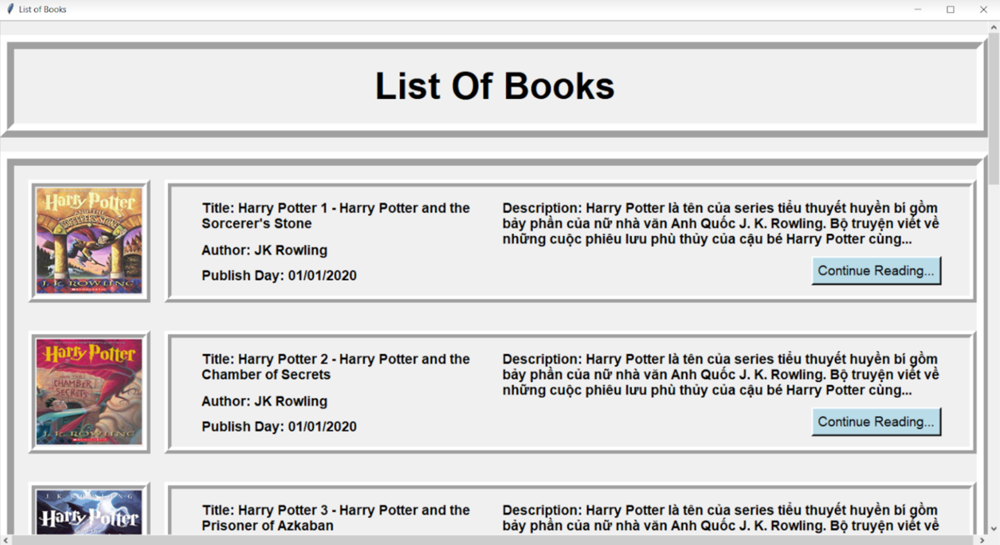 List of Books
List Of Books
Harry Potter
AND THE
SORCERER'S STONE
J. K. ROWLING
SCHOLASTIC
Title: Harry Potter 1 - Harry Potter and the
Sorcerer's Stone
Author: JK Rowling
Publish Day: 01/01/2020
Description: Harry Potter là tên của series tiểu thuyết huyền bí gồm
bảy phần của nữ nhà văn Anh Quốc J. K. Rowling. Bộ truyện viết về
những cuộc phiêu lưu phù thủy của cậu bé Harry Potter cùng...
Continue Reading...
Harry Potter
AND THE
CHAMBER
OF
SECRETS
J. K. ROWLING
SCHOLASTIC
Title: Harry Potter 2 - Harry Potter and the
Chamber of Secrets
Author: JK Rowling
Publish Day: 01/01/2020
Description: Harry Potter là tên của series tiểu thuyết huyền bí gồm
bảy phần của nữ nhà văn Anh Quốc J. K. Rowling. Bộ truyện viết về
những cuộc phiêu lưu phù thủy của cậu bé Harry Potter cùng...
Continue Reading...
J. K. ROWLING
Harry Potter
and the
Title: Harry Potter 3 - Harry Potter and the
Prisoner of Azkaban
Description: Harry Potter là tên của series tiểu thuyết huyền bí gồm
bảy phần của nữ nhà văn Anh Quốc J. K. Rowling. Bộ truyện viết về